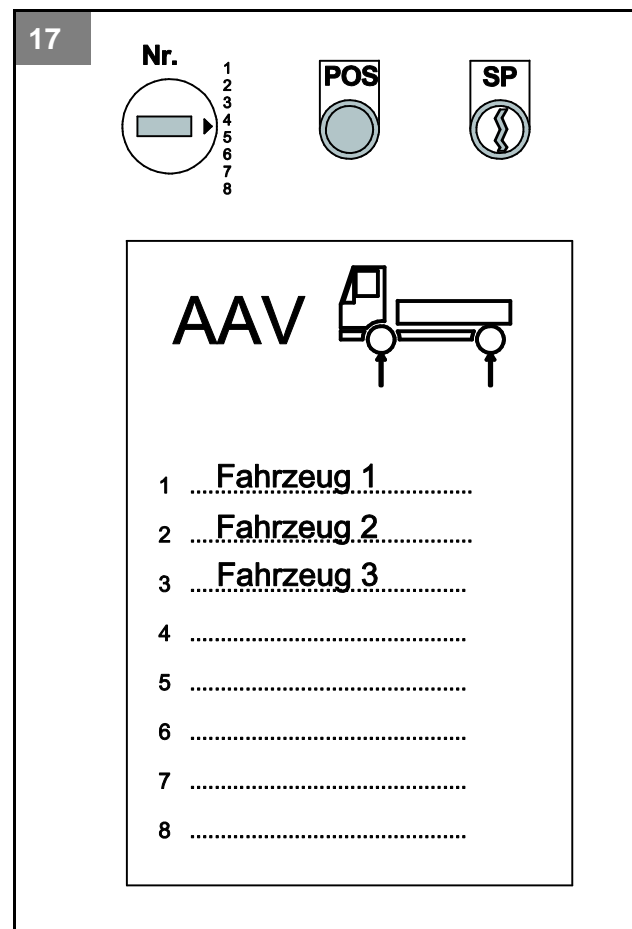 17
Nr.
1
2
3
4
5
6
7
8
POS
SP
AAV
1 ........Fahrzeug 1........
2 ........Fahrzeug 2........
3 ........Fahrzeug 3........
4 ................................
5 ................................
6 ................................
7 ................................
8 ................................